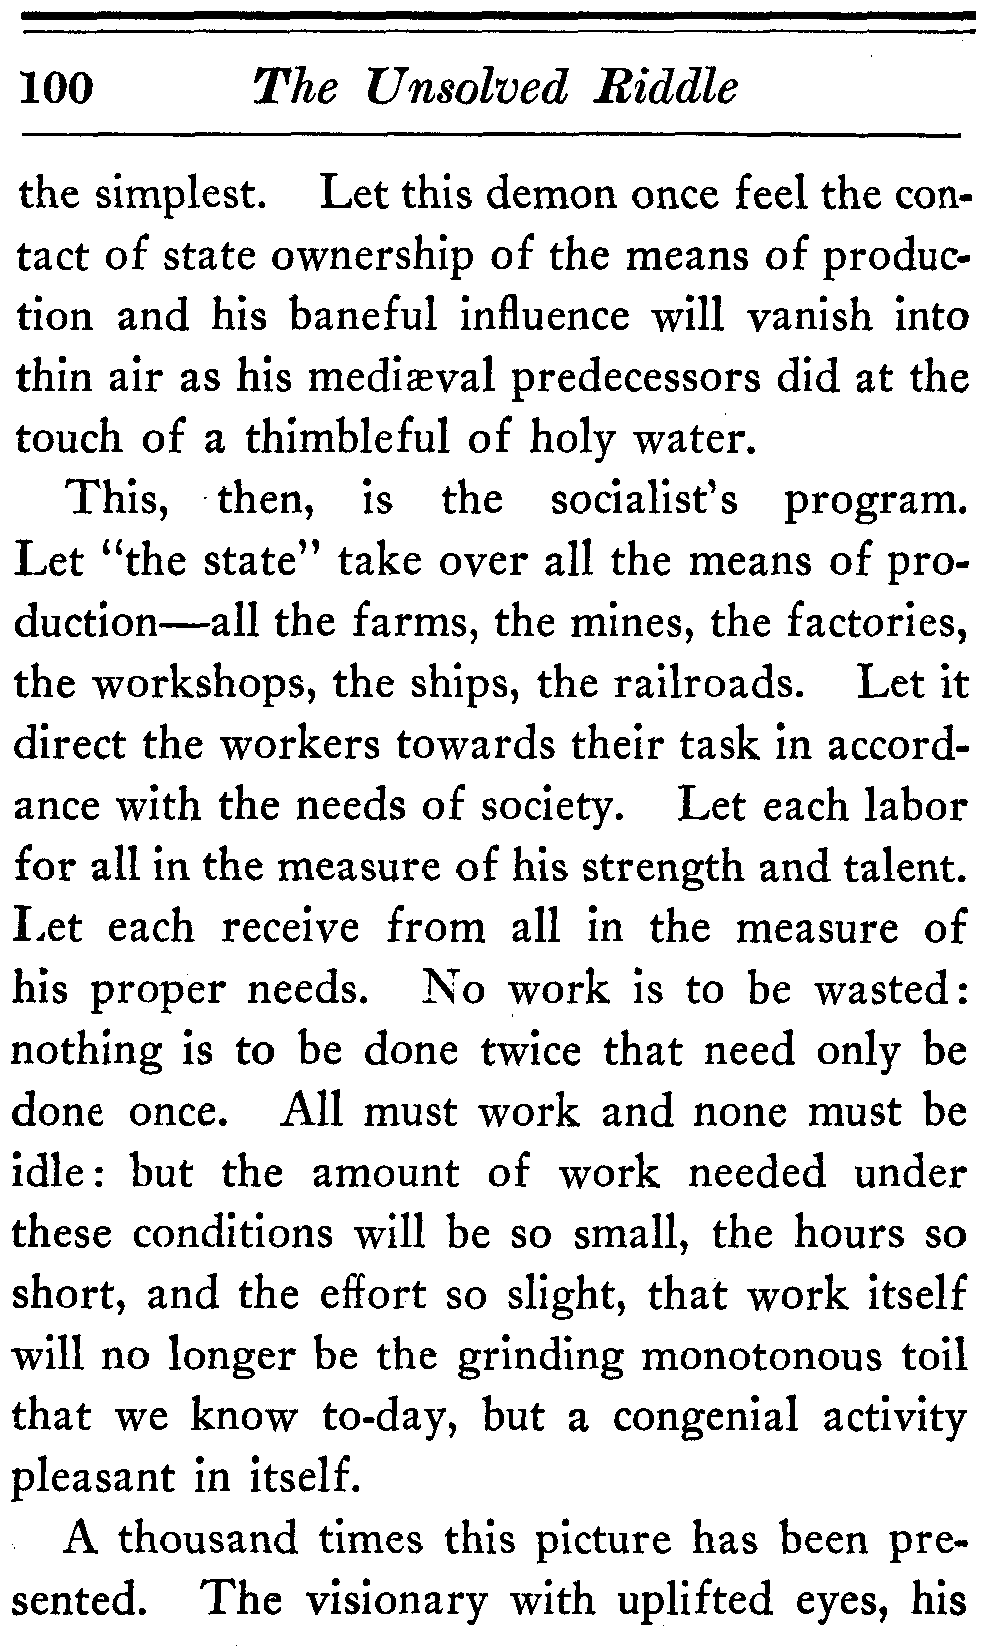 100 The Unsolved Riddle
the simplest. Let this demon once feel the con-
tact of state ownership of the means of produc-
tion and his baneful influence will vanish into
thin air as his mediæval predecessors did at the
touch of a thimbleful of holy water.
This, then, is the socialist's program.
Let "the state" take over all the means of pro-
duction—all the farms, the mines, the factories,
the workshops, the ships, the railroads. Let it
direct the workers towards their task in accord-
ance with the needs of society. Let each labor
for all in the measure of his strength and talent.
Let each receive from all in the measure of
his proper needs. No work is to be wasted:
nothing is to be done twice that need only be
done once. All must work and none must be
idle: but the amount of work needed under
these conditions will be so small, the hours so
short, and the effort so slight, that work itself
will no longer be the grinding monotonous toil
that we know to-day, but a congenial activity
pleasant in itself.
A thousand times this picture has been pre-
sented. The visionary with uplifted eyes, his